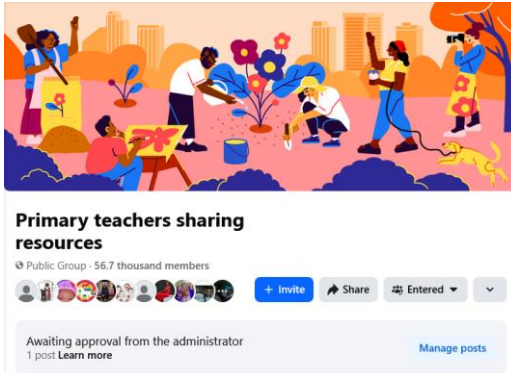 Primary teachers sharing
resources
Public Group · 56.7 thousand members
+ Invite
Share
Entered
Awaiting approval from the administrator
1 post Learn more
Manage posts